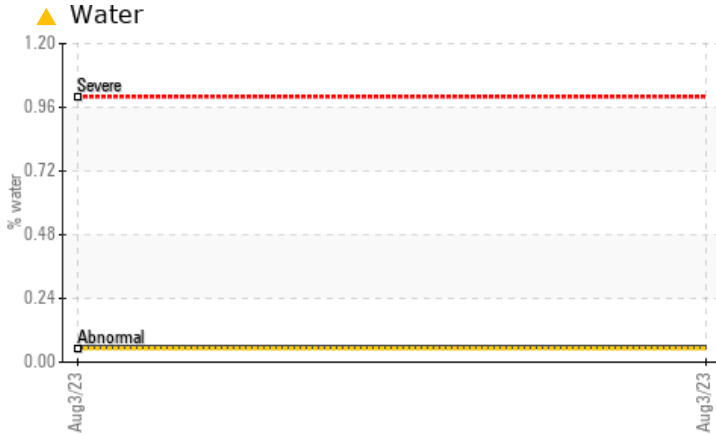 Water
1.20
Severe
0.96
0.72
% water
0.48
0.24
Abnormal
0.00
Aug3/23
Aug3/23